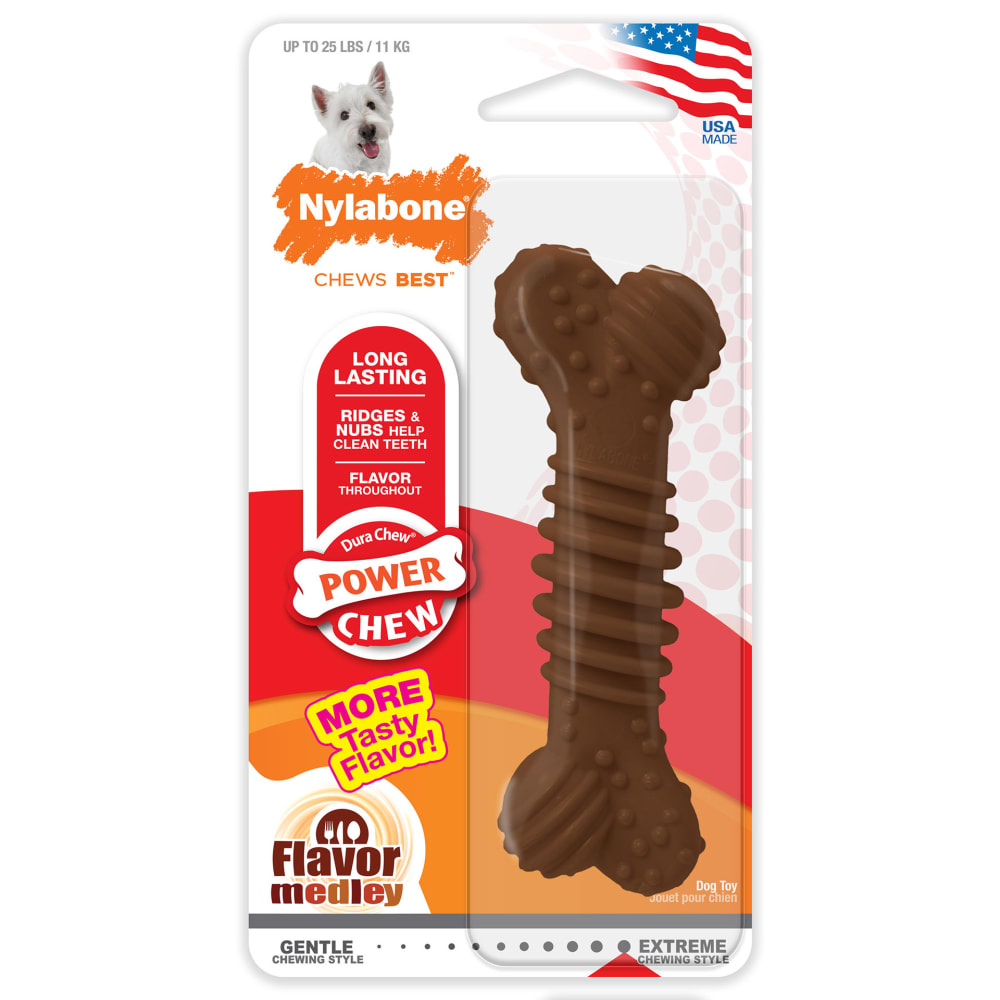 UP TO 25 LBS / 11 KG
USA
MADE
Nylabone®
CHEWS BEST™
LONG
LASTING
RIDGES &
NUBS HELP
CLEAN TEETH
FLAVOR
THROUGHOUT
Dura Chew®
POWER
CHEW
NYLABONE
MORE
Tasty
Flavor!
Flavor
medley
Dog Toy
Jouet pour chien
GENTLE
CHEWING STYLE
EXTREME
CHEWING STYLE